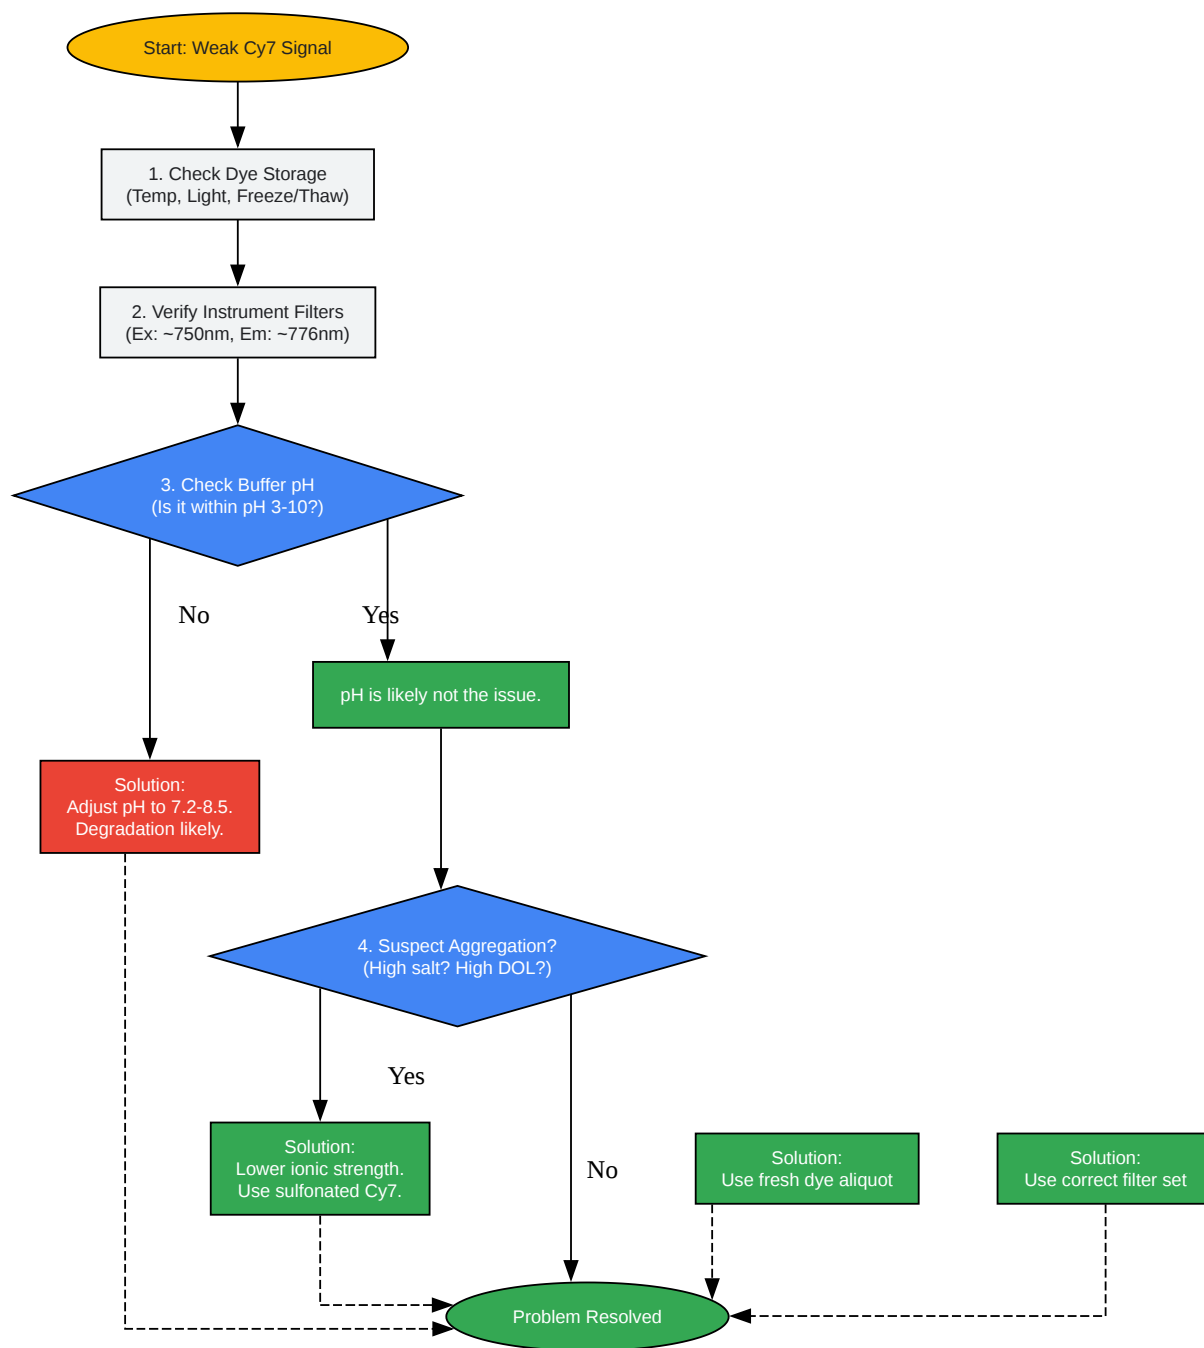 Start: Weak Cy7 Signal
1. Check Dye Storage
(Temp, Light, Freeze/Thaw)
2. Verify Instrument Filters
(Ex: ~750nm, Em: ~776nm)
3. Check Buffer pH
(Is it within pH 3-10?)
No
Yes
pH is likely not the issue.
Solution:
Adjust pH to 7.2-8.5.
Degradation likely.
4. Suspect Aggregation?
(High salt? High DOL?)
Yes
No
Solution:
Lower ionic strength.
Use sulfonated Cy7.
Solution:
Use fresh dye aliquot
Solution:
Use correct filter set
Problem Resolved